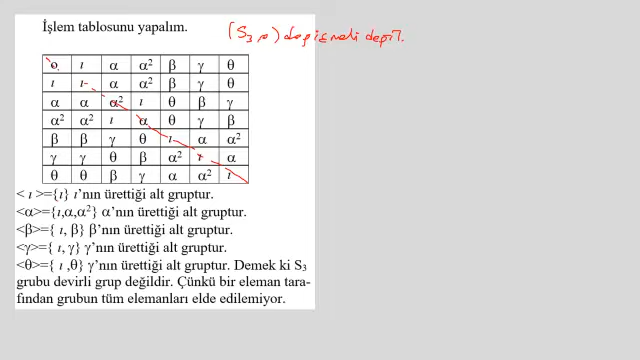 İşlem tablosunu yapalım.
(S₃,o) değişmeli değil.
o ı α α² β γ θ
ı ı α α² β γ θ
α α α² ı θ β γ
α² α² ı α θ γ β
β β γ θ ı α α²
γ γ θ β α² ı α
θ θ β γ α α² ı
< ı >={ı} ı’nın ürettiği alt gruptur.
<α>={ı,α,α²} α’nın ürettiği alt gruptur.
<β>={ ı, β} β’nın ürettiği alt gruptur.
<γ>={ ı, γ} γ’nın ürettiği alt gruptur.
<θ>={ ı ,θ} γ’nın ürettiği alt gruptur. Demek ki S₃
grubu devirli grup değildir. Çünkü bir eleman tara-
fından grubun tüm elemanları elde edilemiyor.